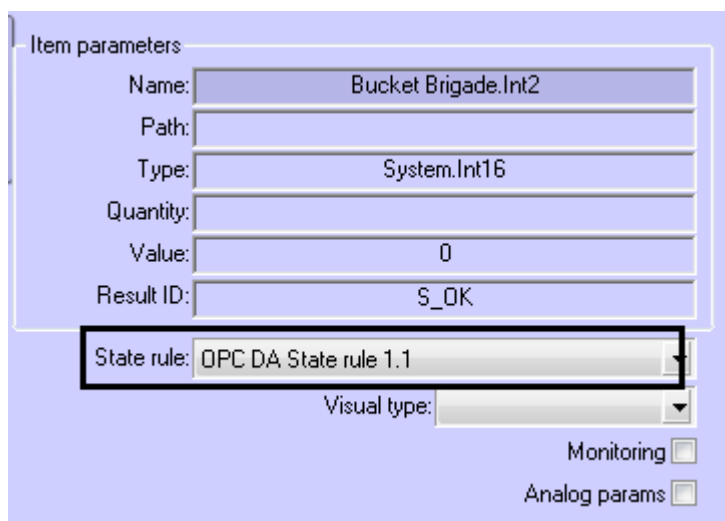 Item parameters
Name: Bucket Brigade.Int2
Path:
Type: System.Int16
Quantity:
Value: 0
Result ID: S_OK
State rule: OPC DA State rule 1.1
Visual type:
Monitoring
Analog params